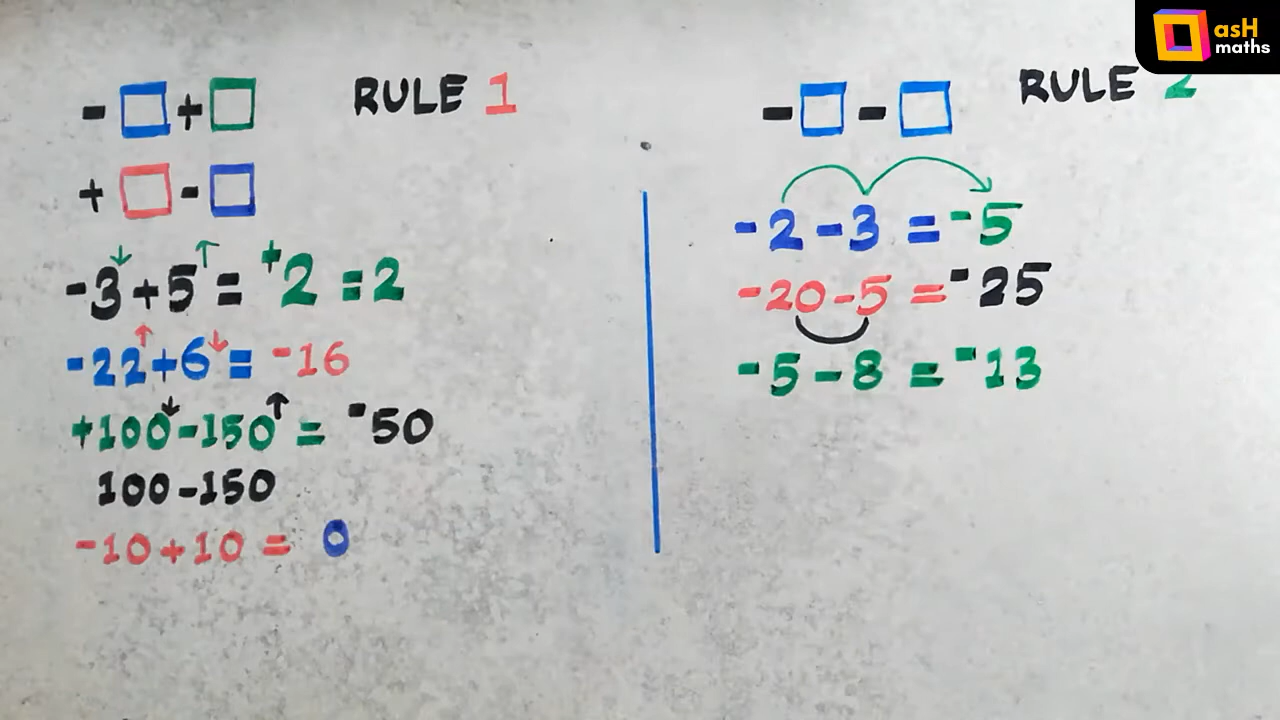 -□+□ RULE 1
+□-□
-3+5= +2 =2
-22+6= -16
+100-150 = -50
100-150
-10+10 = 0
-□-□ RULE 2
-2-3 = -5
-20-5 = -25
-5-8 = -13
asH
maths